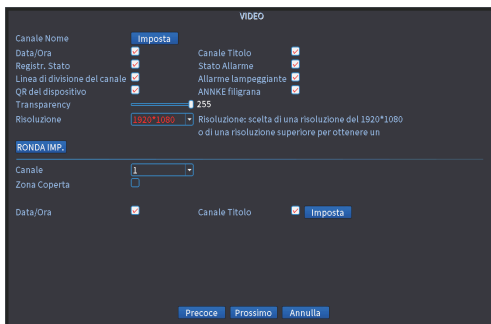 VIDEO
Canale Nome Imposta
Data/Ora Canale Titolo
Registr. Stato Stato Allarme
Linea di divisione del canale Allarme lampeggiante
QR del dispositivo ANNKE filigrana
Transparency 255
Risoluzione 1920*1080 Risoluzione: scelta di una risoluzione del 1920*1080
o di una risoluzione superiore per ottenere un
RONDA IMP.
Canale 1
Zona Coperta
Data/Ora Canale Titolo Imposta
Precoce Prossimo Annulla